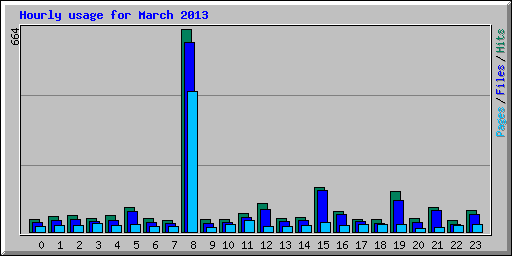 Hourly usage for March 2013
664
Pages / Files / Hits
0 1 2 3 4 5 6 7 8 9 10 11 12 13 14 15 16 17 18 19 20 21 22 23